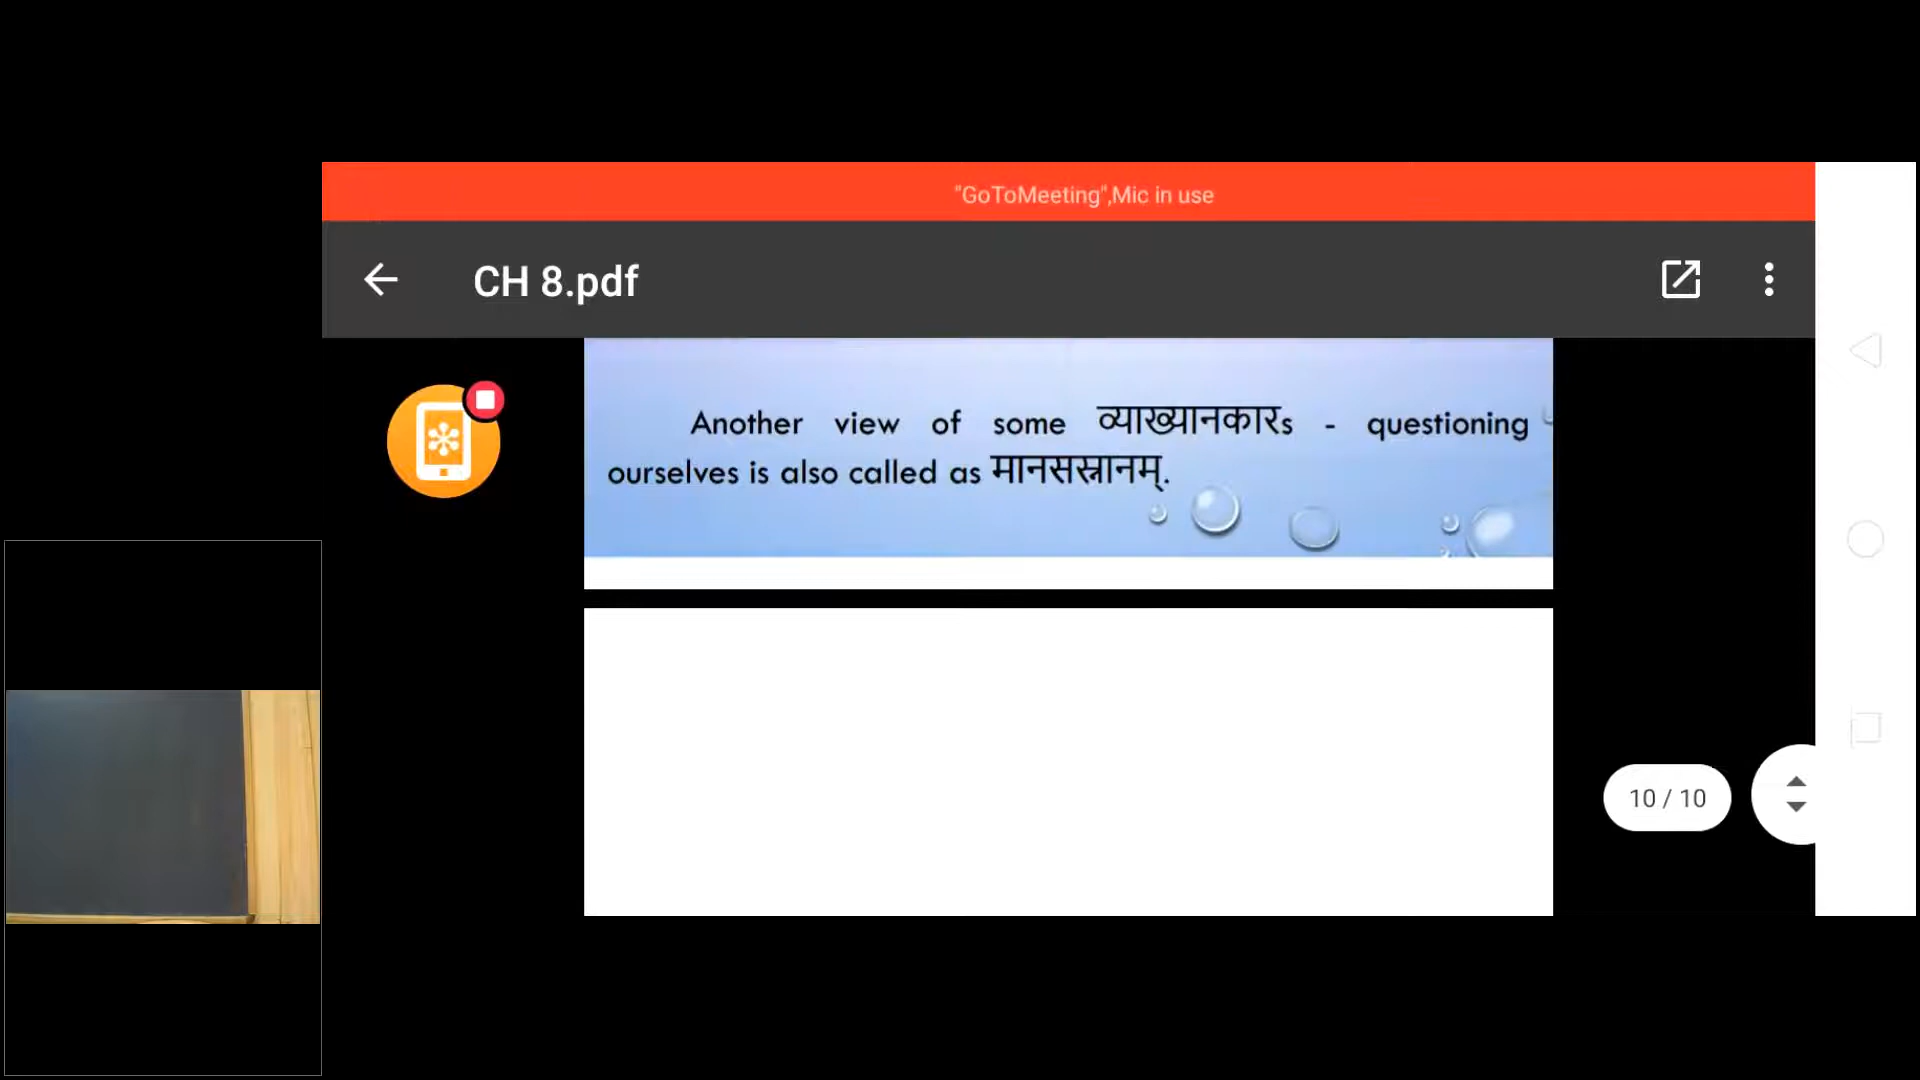 "GoToMeeting",Mic in use
CH 8.pdf
Another view of some व्याख्यानकारs - questioning
ourselves is also called as मानसस्नानम्.
10 / 10